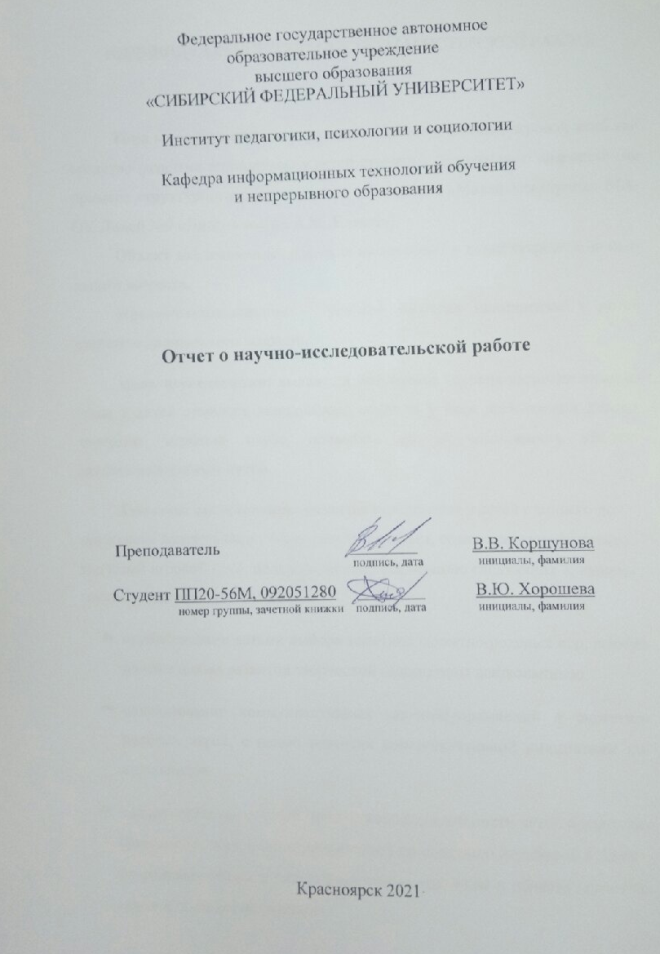 Федеральное государственное автономное
образовательное учреждение
высшего образования
«СИБИРСКИЙ ФЕДЕРАЛЬНЫЙ УНИВЕРСИТЕТ»
Институт педагогики, психологии и социологии
Кафедра информационных технологий обучения
и непрерывного образования
Отчет о научно-исследовательской работе
Преподаватель В.В. Коршунова
подпись, дата инициалы, фамилия
Студент ПП20-56М, 092051280 В.Ю. Хорошева
номер группы, зачетной книжки подпись, дата инициалы, фамилия
Красноярск 2021